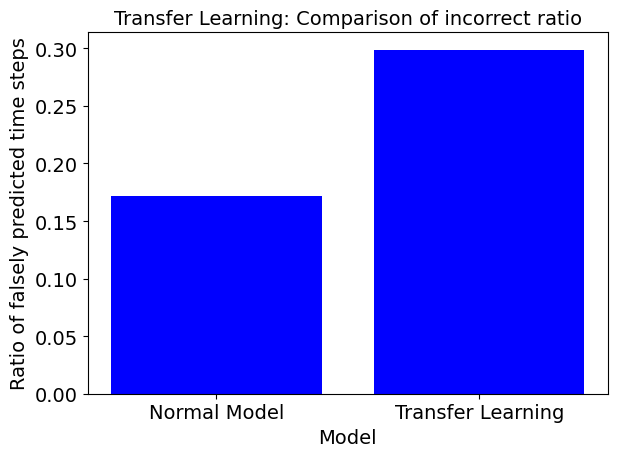 Transfer Learning: Comparison of incorrect ratio
Ratio of falsely predicted time steps
0.30
0.25
0.20
0.15
0.10
0.05
0.00
Normal Model
Transfer Learning
Model